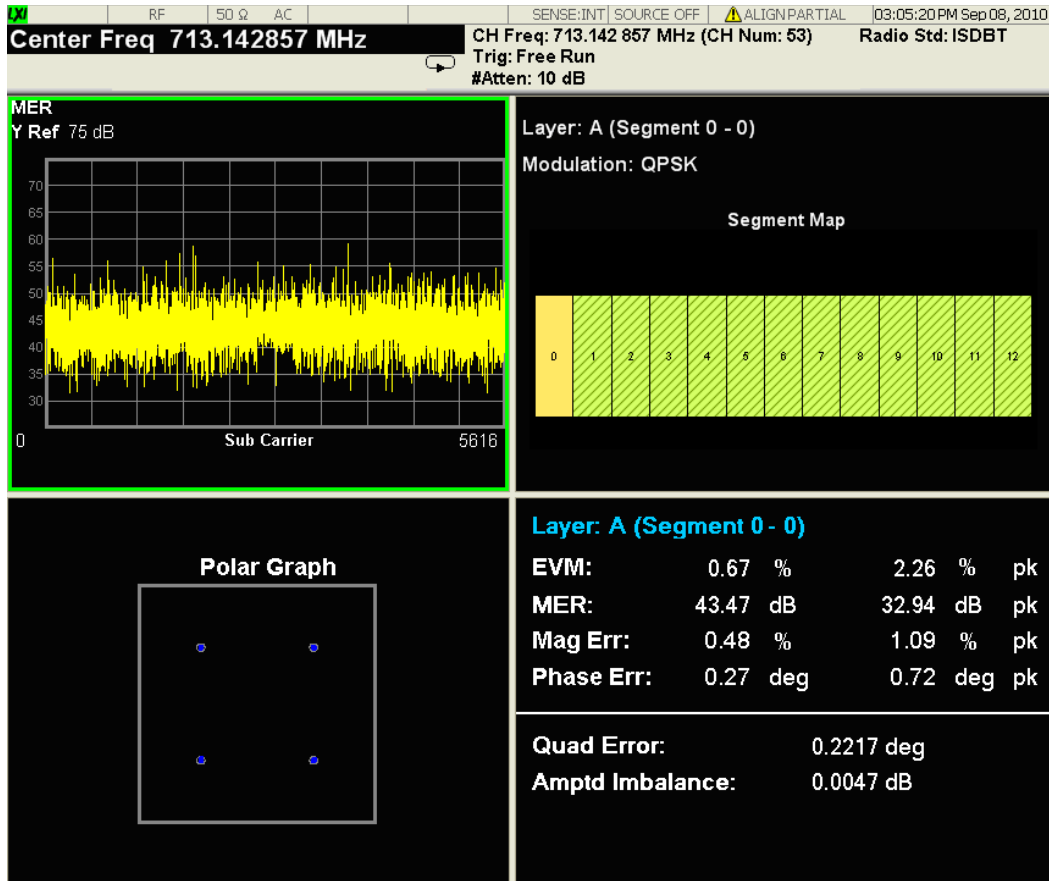 LXI RF 50 Ω AC SENSE:INT SOURCE OFF ALIGN PARTIAL 03:05:20 PM Sep 08, 2010
Center Freq 713.142857 MHz
CH Freq: 713.142 857 MHz (CH Num: 53) Radio Std: ISDBT
Trig: Free Run
#Atten: 10 dB
MER
Y Ref 75 dB
70
65
60
55
50
45
40
35
30
0 Sub Carrier 5616
Layer: A (Segment 0 - 0)
Modulation: QPSK
Segment Map
0 1 2 3 4 5 6 7 8 9 10 11 12
Polar Graph
Layer: A (Segment 0 - 0)
EVM: 0.67 % 2.26 % pk
MER: 43.47 dB 32.94 dB pk
Mag Err: 0.48 % 1.09 % pk
Phase Err: 0.27 deg 0.72 deg pk
Quad Error: 0.2217 deg
Amptd Imbalance: 0.0047 dB